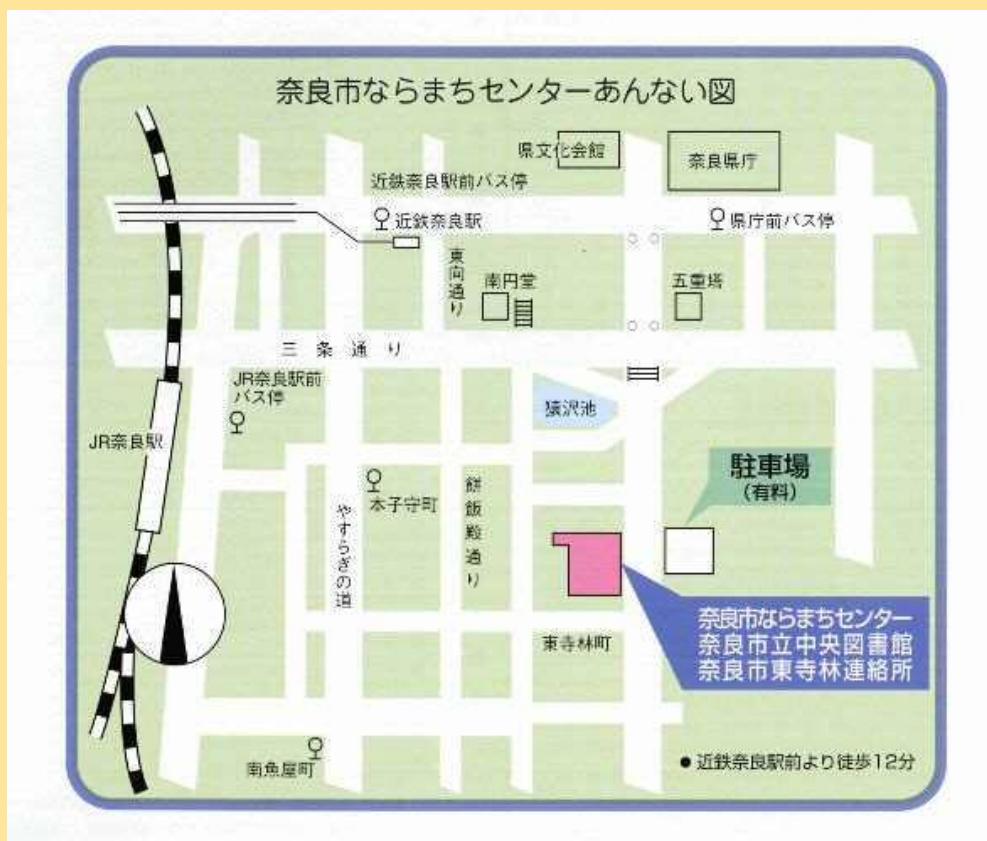 奈良市ならまちセンターあんない図
県文化会館
奈良県庁
近鉄奈良駅前バス停
近鉄奈良駅
県庁前バス停
東向通り
南円堂
五重塔
三条通り
JR奈良駅前
バス停
猿沢池
JR奈良駅
駐車場
(有料)
本子守町
餅飯殿通り
やすらぎの道
奈良市ならまちセンター
奈良市立中央図書館
奈良市東寺林連絡所
東寺林町
南魚屋町
●近鉄奈良駅前より徒歩12分